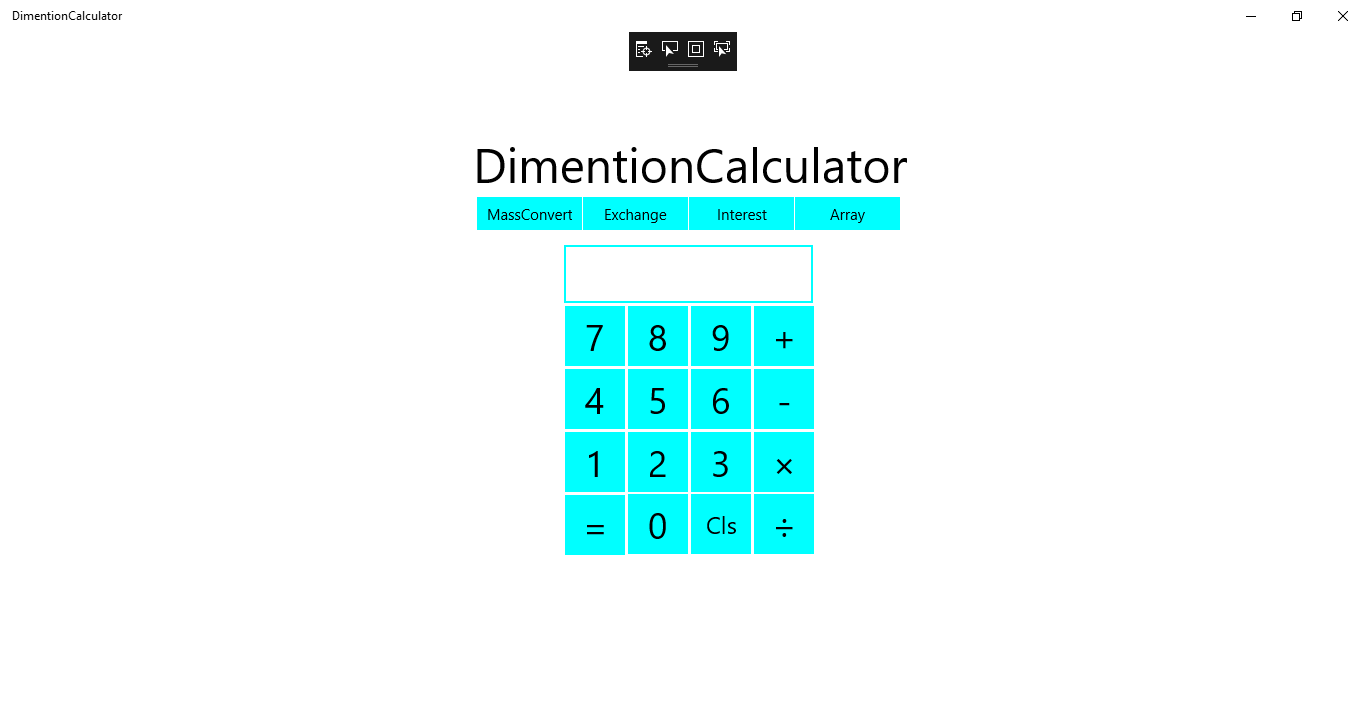 DimentionCalculator
DimentionCalculator
MassConvert Exchange Interest Array
7 8 9 +
4 5 6 -
1 2 3 ×
= 0 Cls ÷